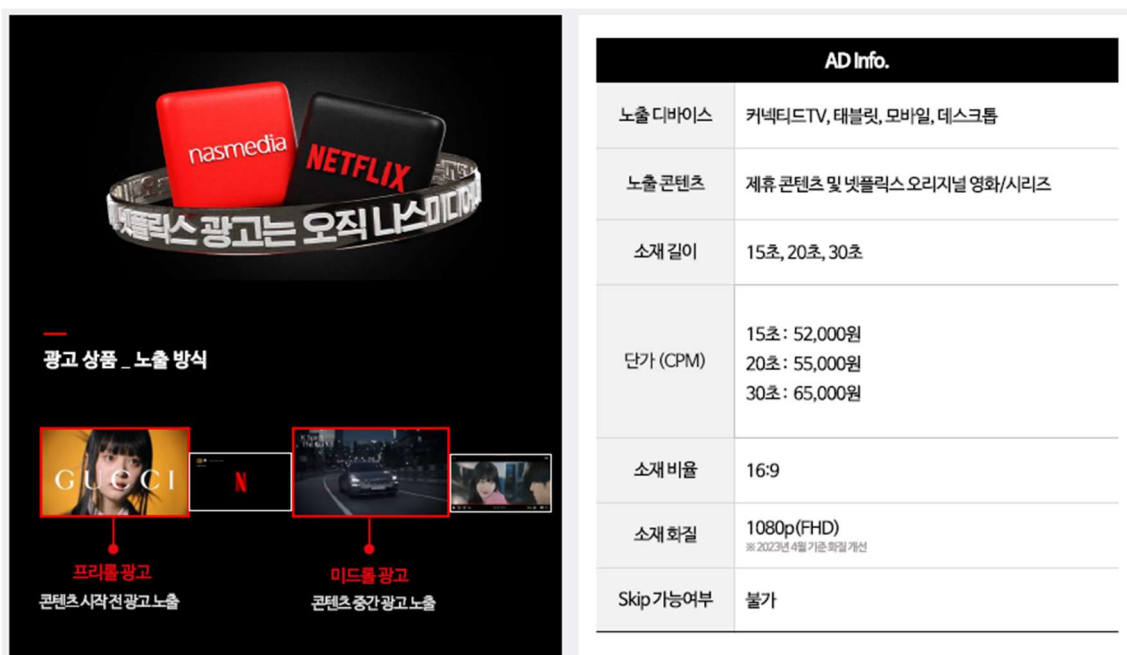 nasmedia
NETFLIX
넷플릭스 광고는 오직 나스미디어
광고 상품 _ 노출 방식
GUCCI
N
프리롤 광고
콘텐츠 시작 전 광고 노출
미드롤 광고
콘텐츠 중간 광고 노출
AD Info.
노출 디바이스
커넥티드TV, 태블릿, 모바일, 데스크톱
노출 콘텐츠
제휴 콘텐츠 및 넷플릭스 오리지널 영화/시리즈
소재 길이
15초, 20초, 30초
단가 (CPM)
15초 : 52,000원
20초 : 55,000원
30초 : 65,000원
소재 비율
16:9
소재 화질
1080p(FHD)
※ 2023년 4월 기준 화질 개선
Skip 가능여부
불가